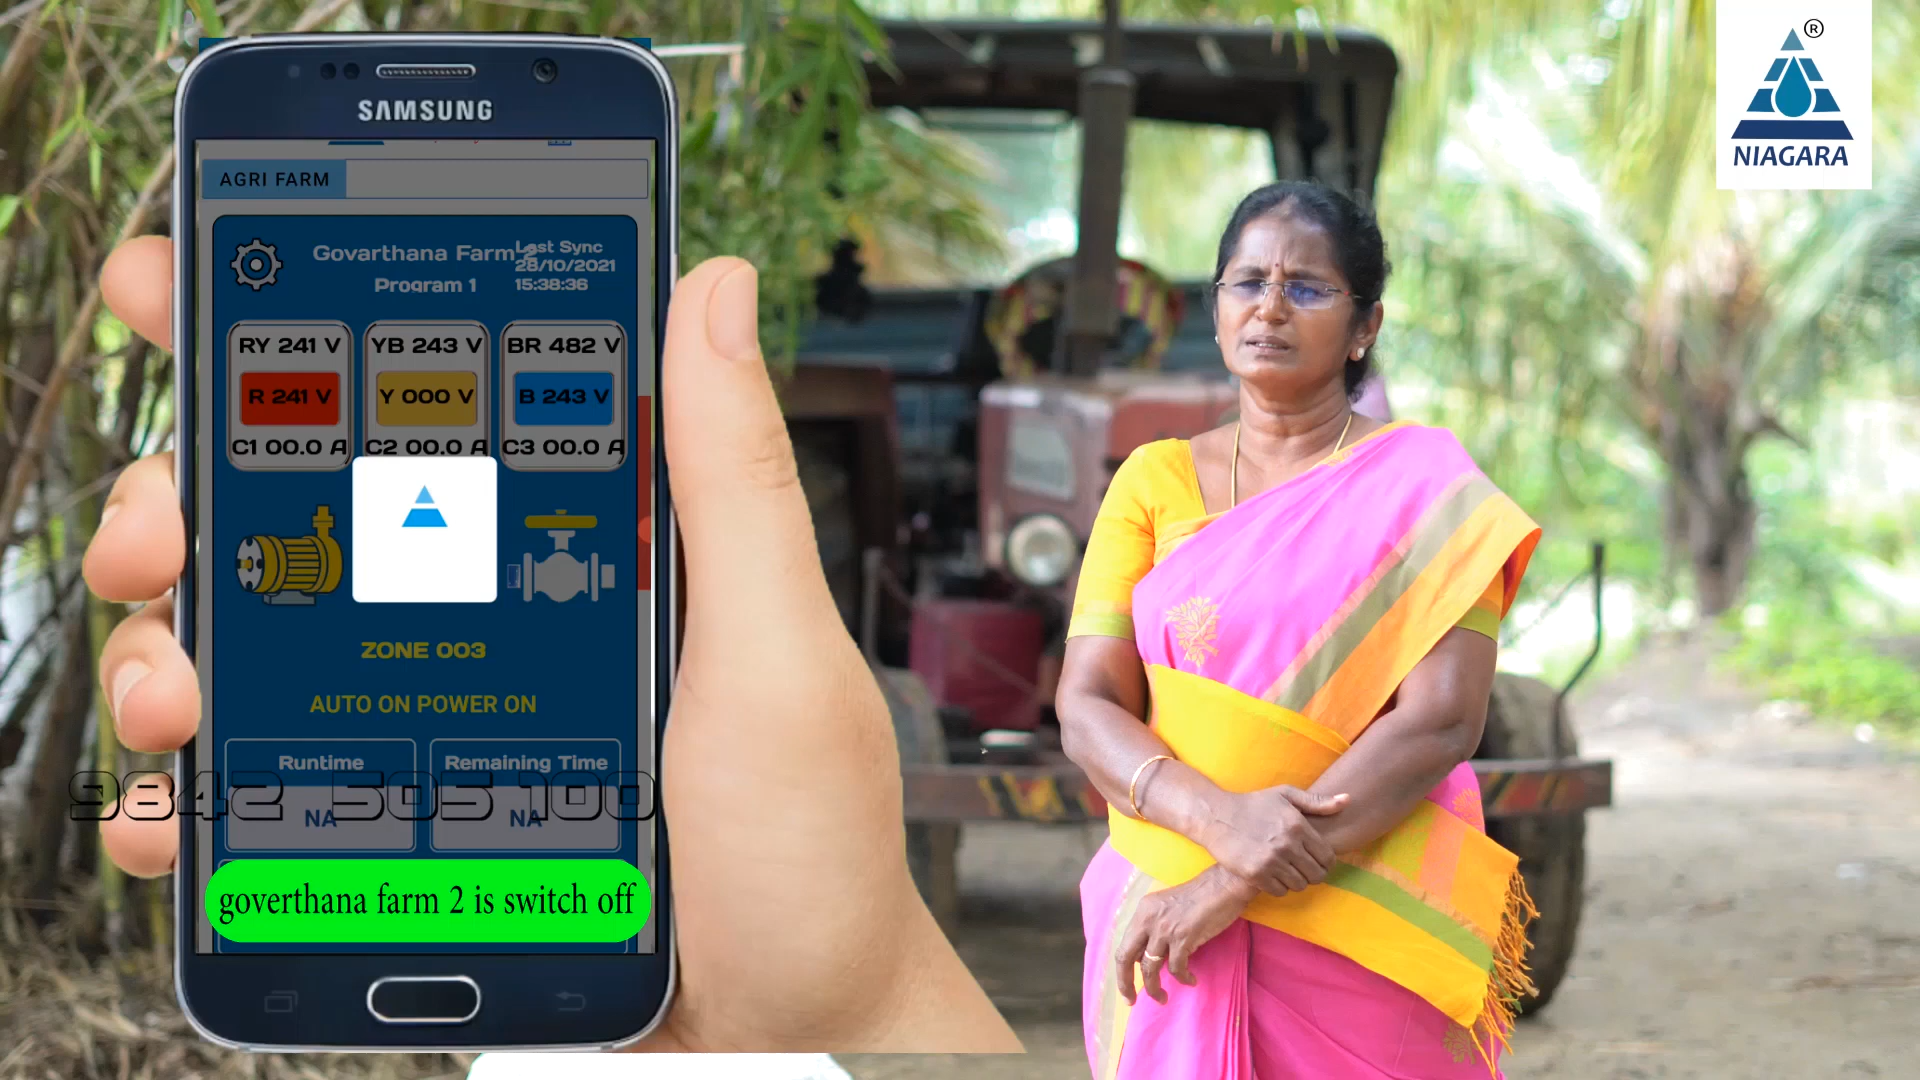 SAMSUNG
AGRI FARM
Govarthana Farm 2
Program 1
Last Sync
28/10/2021
15:38:36
RY 241 V
R 241 V
C1 00.0 A
YB 243 V
Y 000 V
C2 00.0 A
BR 482 V
B 243 V
C3 00.0 A
ZONE 003
AUTO ON POWER ON
Runtime
NA
Remaining Time
NA
9842 505 100
goverthana farm 2 is switch off
®
NIAGARA